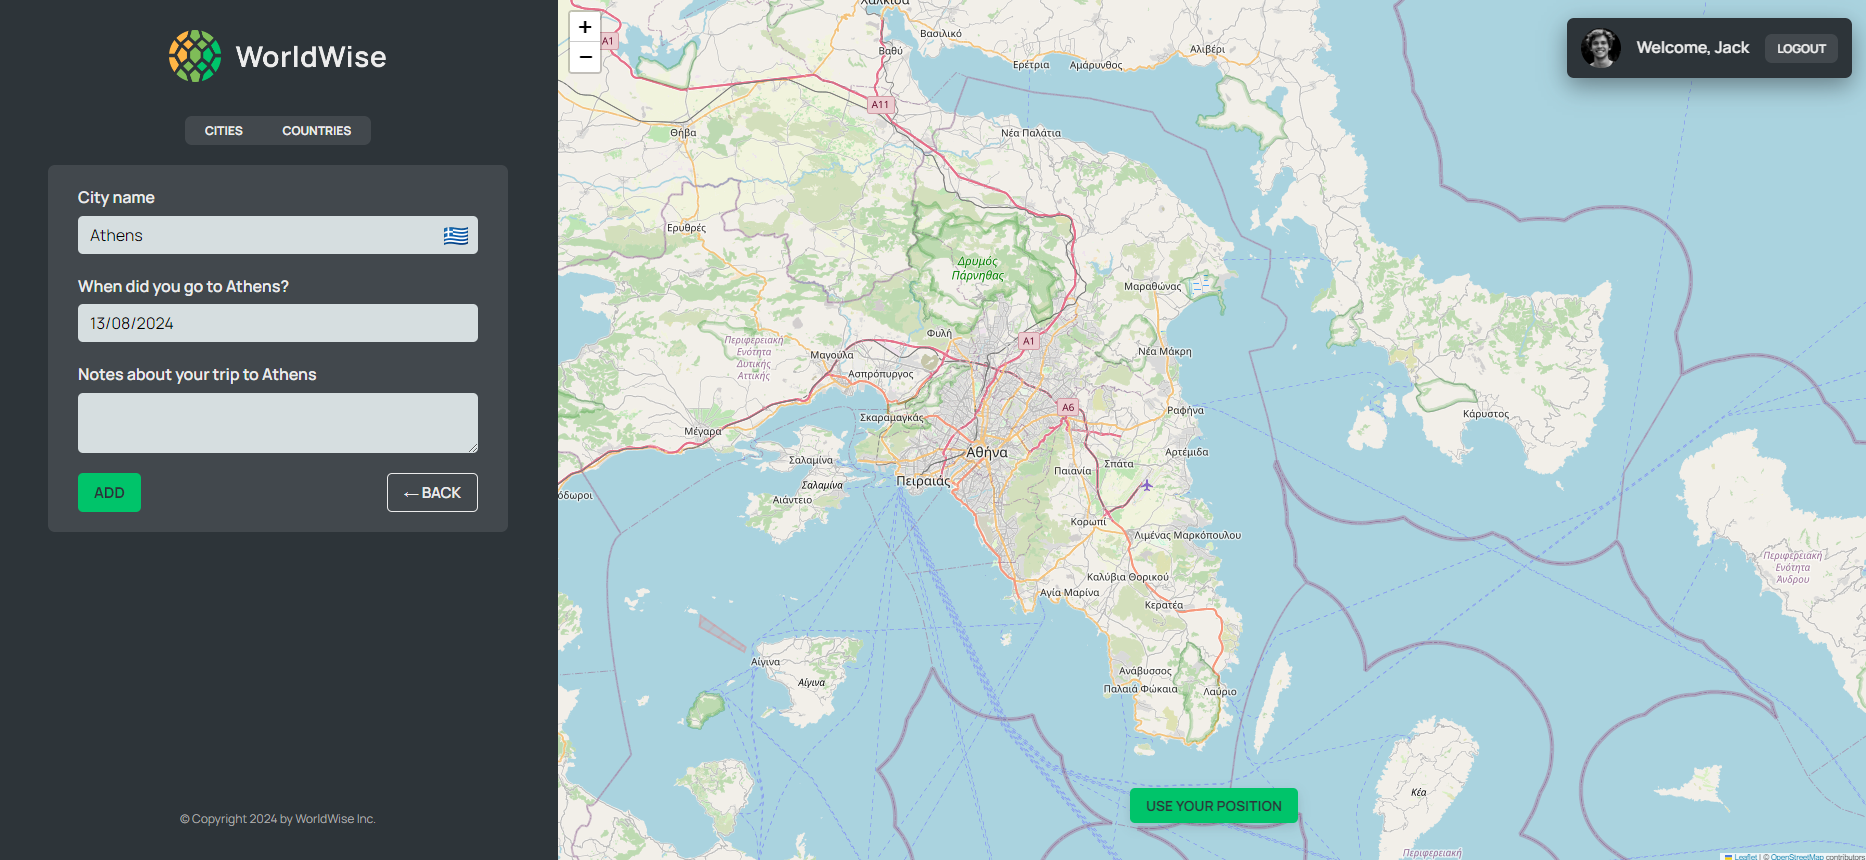 WorldWise
CITIES COUNTRIES
City name
Athens
When did you go to Athens?
13/08/2024
Notes about your trip to Athens
ADD
← BACK
© Copyright 2024 by WorldWise Inc.
+
−
Welcome, Jack
LOGOUT
Χαλκίδα
Βασιλικό
A1
Βαθύ
Αλιβέρι
Ερέτρια
Αμάρυνθος
A11
Θήβα
Νέα Παλάτια
Ερυθρές
Δρυμός
Πάρνηθας
Μαραθώνας
Φυλή
A1
Περιφερειακή
Ενότητα
Δυτικής
Αττικής
Μαγούλα
Νέα Μάκρη
Ασπρόπυργος
A6
Ραφήνα
Κάρυστος
Σκαραμαγκάς
Μέγαρα
Αθήνα
Αρτέμιδα
Σαλαμίνα
Παιανία
Σπάτα
Πειραιάς
Σαλαμίνα
όδωροι
Αιάντειο
Κορωπί
Λιμένας Μαρκόπουλου
Περιφερειακή
Ενότητα
Άνδρου
Καλύβια Θορικού
Αγία Μαρίνα
Κερατέα
Αίγινα
Αίγινα
Ανάβυσσος
Παλαιά Φώκαια
Λαύριο
Κέα
USE YOUR POSITION
Περιφερειακή
Leaflet | © OpenStreetMap contributors